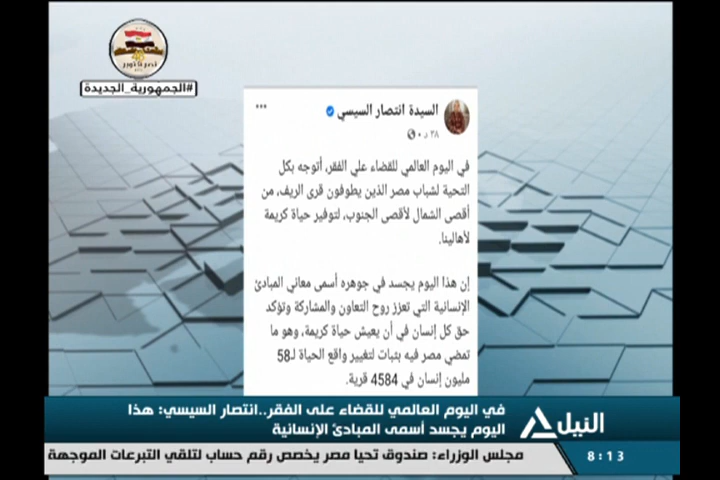 #الجمهورية_الجديدة
السيدة انتصار السيسي
٣٨ د
في اليوم العالمي للقضاء علي الفقر، أتوجه بكل
التحية لشباب مصر الذين يطوفون قرى الريف، من
أقصى الشمال لأقصى الجنوب، لتوفير حياة كريمة
لأهالينا.
إن هذا اليوم يجسد في جوهره أسمى معاني المبادئ
الإنسانية التي تعزز روح التعاون والمشاركة وتؤكد
حق كل إنسان في أن يعيش حياة كريمة، وهو ما
تمضي مصر فيه بثبات لتغيير واقع الحياة لـ58
مليون إنسان في 4584 قرية.
في اليوم العالمي للقضاء على الفقر..انتصار السيسي: هذا
اليوم يجسد أسمى المبادئ الإنسانية
النيل
مجلس الوزراء: صندوق تحيا مصر يخصص رقم حساب لتلقي التبرعات الموجهة
8:13